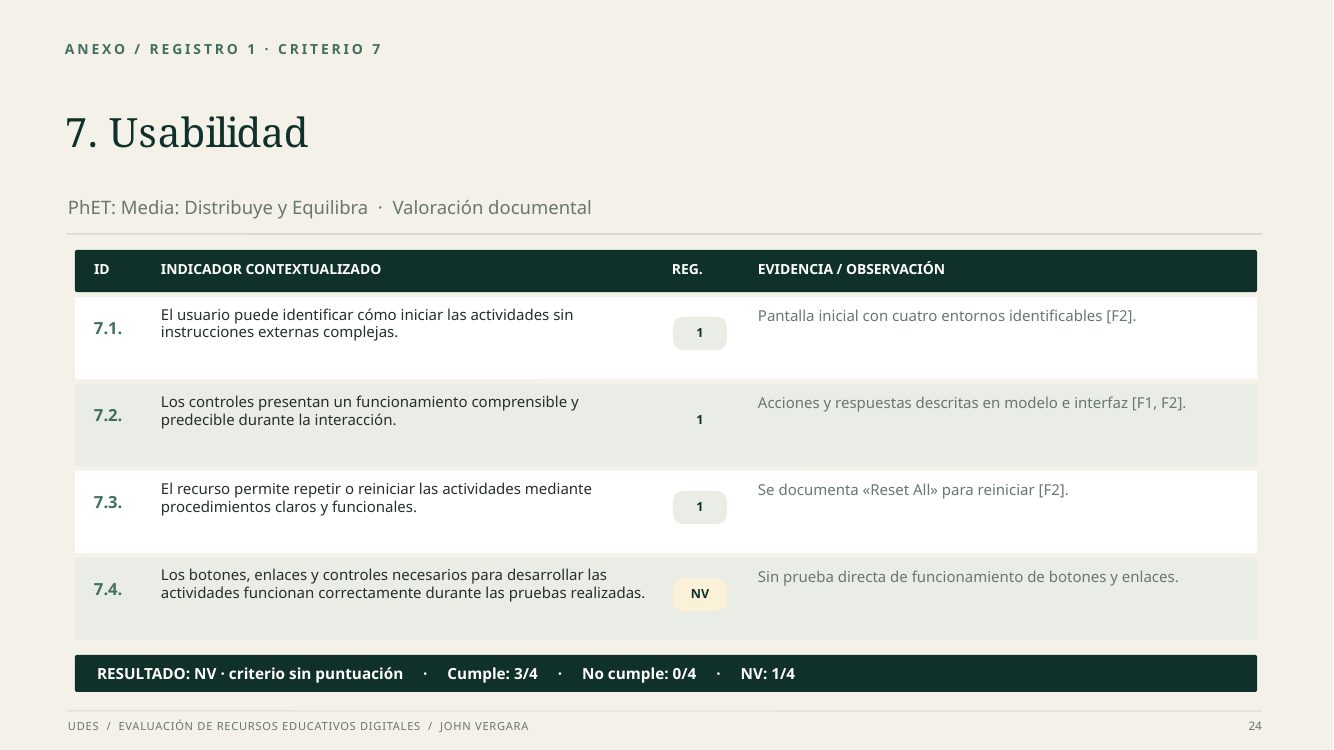 ANEXO / REGISTRO 1 · CRITERIO 7
7. Usabilidad
PhET: Media: Distribuye y Equilibra · Valoración documental
ID INDICADOR CONTEXTUALIZADO REG. EVIDENCIA / OBSERVACIÓN
7.1. El usuario puede identificar cómo iniciar las actividades sin
instrucciones externas complejas.
1
Pantalla inicial con cuatro entornos identificables [F2].
7.2. Los controles presentan un funcionamiento comprensible y
predecible durante la interacción.
1
Acciones y respuestas descritas en modelo e interfaz [F1, F2].
7.3. El recurso permite repetir o reiniciar las actividades mediante
procedimientos claros y funcionales.
1
Se documenta «Reset All» para reiniciar [F2].
7.4. Los botones, enlaces y controles necesarios para desarrollar las
actividades funcionan correctamente durante las pruebas realizadas.
NV
Sin prueba directa de funcionamiento de botones y enlaces.
RESULTADO: NV · criterio sin puntuación · Cumple: 3/4 · No cumple: 0/4 · NV: 1/4
UDES / EVALUACIÓN DE RECURSOS EDUCATIVOS DIGITALES / JOHN VERGARA 24